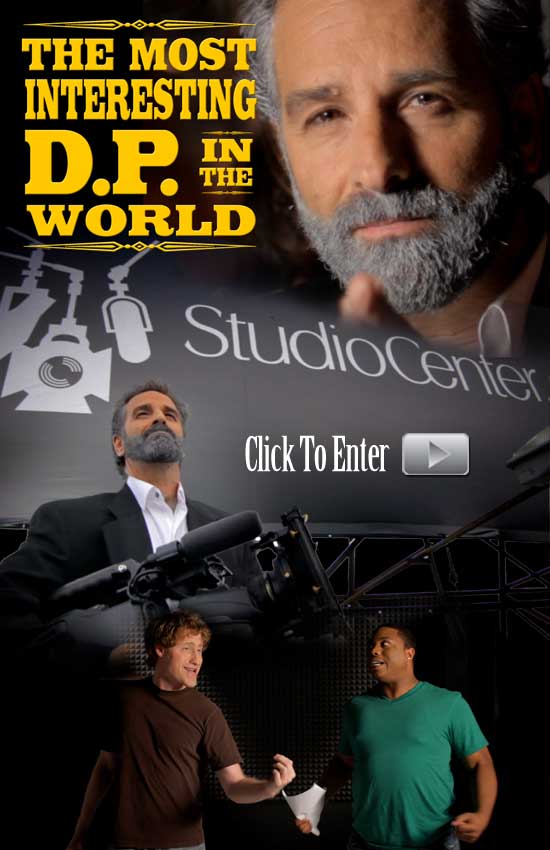 THE MOST
INTERESTING
D.P. IN THE
WORLD
StudioCenter
Click To Enter